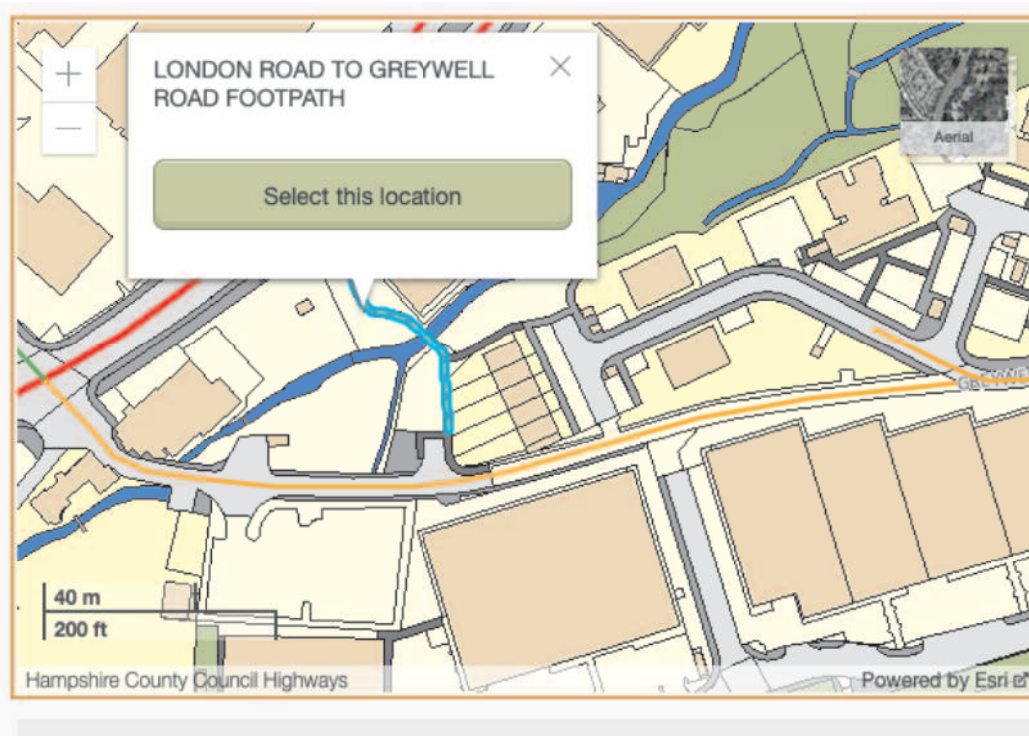 +
LONDON ROAD TO GREYWELL
ROAD FOOTPATH
Select this location
Aerial
40 m
200 ft
Hampshire County Council Highways
Powered by Esri